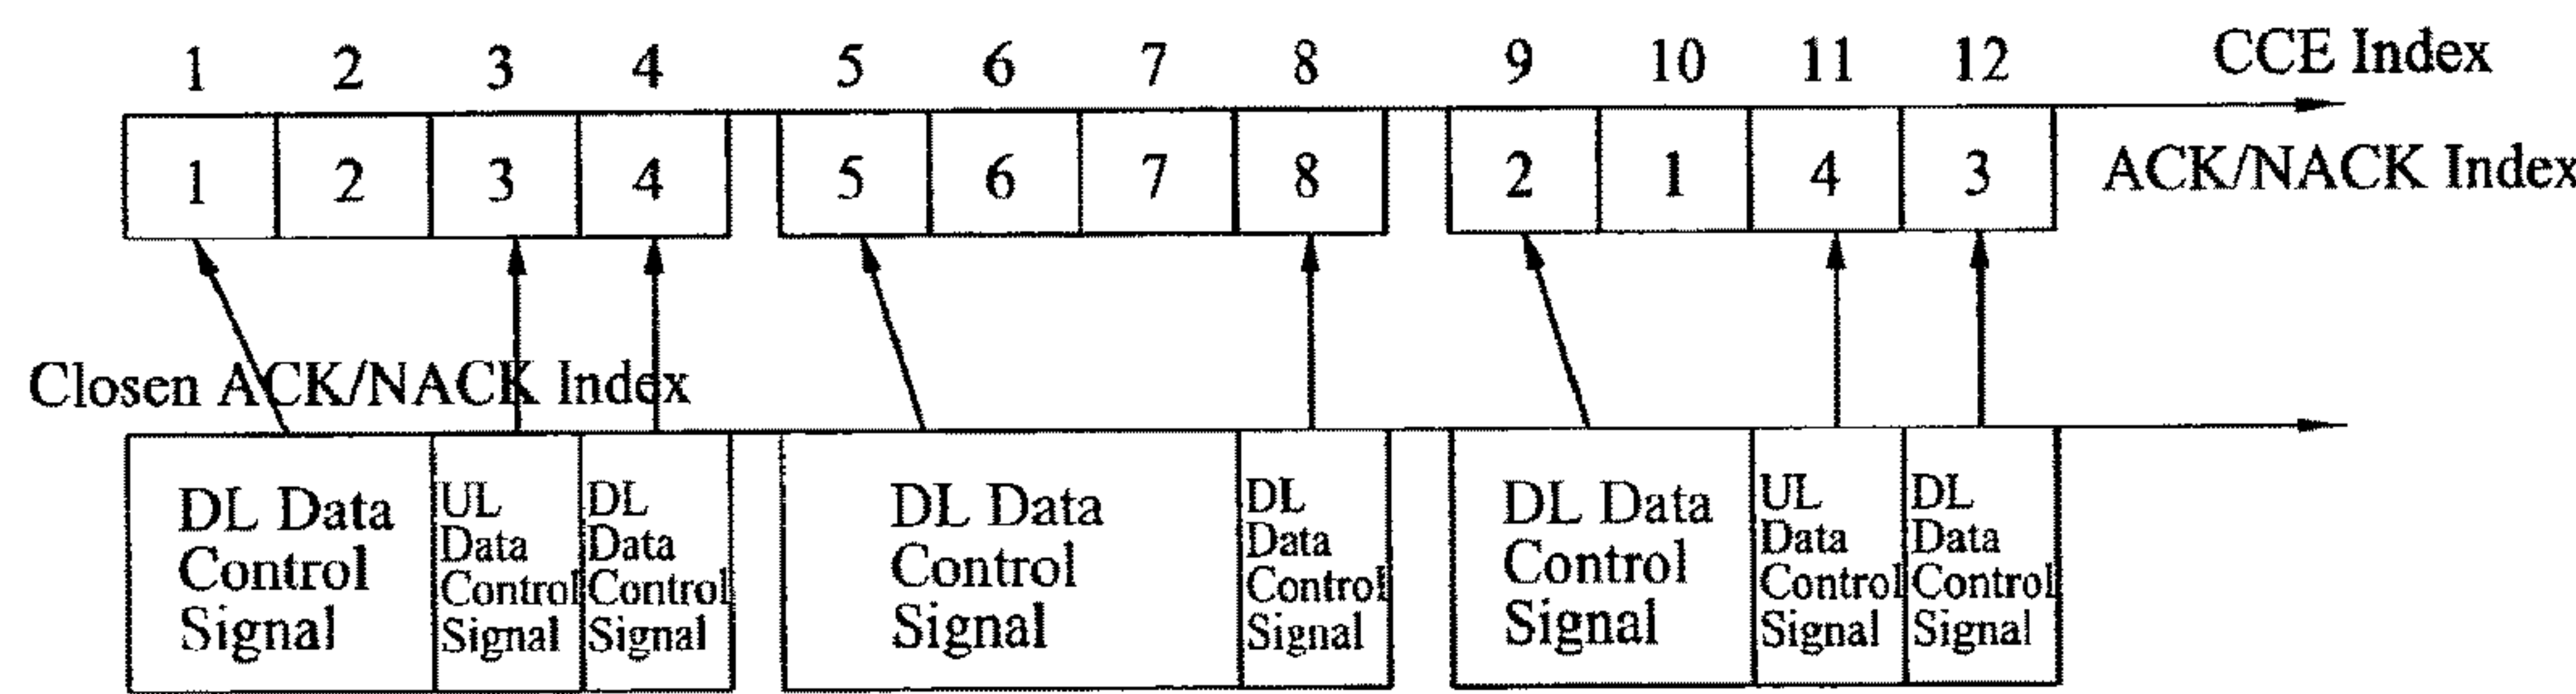 1 2 3 4 5 6 7 8 9 10 11 12 CCE Index
1 2 3 4 5 6 7 8 2 1 4 3 ACK/NACK Index
Closen ACK/NACK Index
DL Data
Control
Signal
UL
Data
Control
Signal
DL
Data
Control
Signal
DL Data
Control
Signal
DL
Data
Control
Signal
DL Data
Control
Signal
UL
Data
Control
Signal
DL
Data
Control
Signal